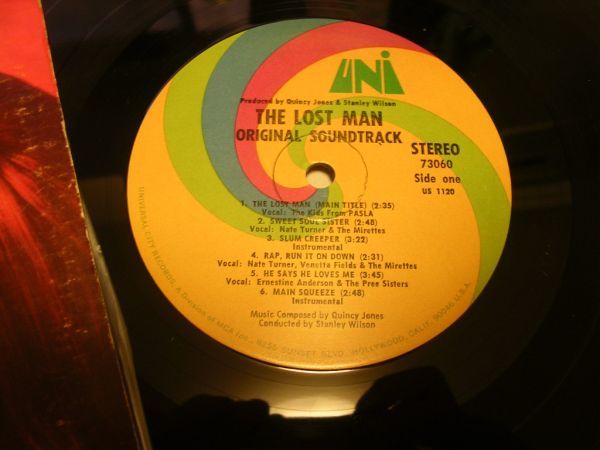 UNI
Produced by Quincy Jones & Stanley Wilson
THE LOST MAN
ORIGINAL SOUNDTRACK
STEREO
73060
Side one
US 1120
1. THE LOST MAN (MAIN TITLE) (2:35)
Vocal: The Kids From PASLA
2. SWEET SOUL SISTER (2:48)
Vocal: Nate Turner & The Mirettes
3. SLUM CREEPER (3:22)
Instrumental
4. RAP, RUN IT ON DOWN (2:31)
Vocal: Nate Turner, Venetta Fields & The Mirettes
5. HE SAYS HE LOVES ME (3:45)
Vocal: Ernestine Anderson & The Pree Sisters
6. MAIN SQUEEZE (2:48)
Instrumental
Music Composed by Quincy Jones
Conducted by Stanley Wilson
UNIVERSAL CITY RECORDS, A Division of MCA Inc., 8255 SUNSET BLVD. HOLLYWOOD, CALIF. 90046 U.S.A.